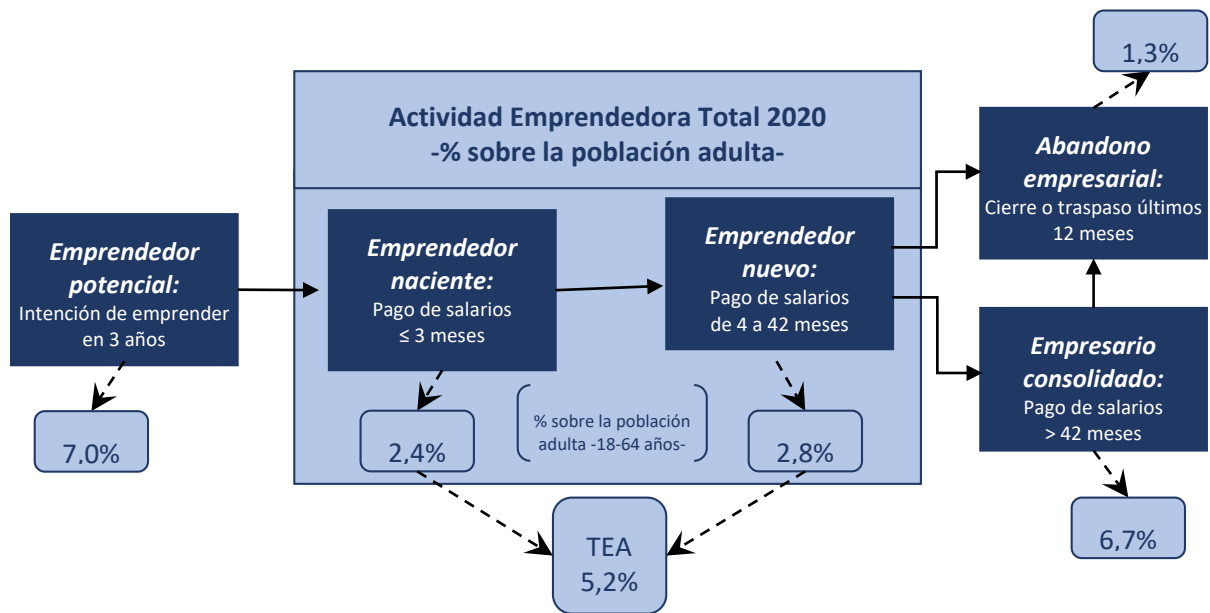 Actividad Emprendedora Total 2020
-% sobre la población adulta-
Emprendedor
potencial:
Intención de emprender
en 3 años
7,0%
Emprendedor
naciente:
Pago de salarios
≤ 3 meses
2,4%
% sobre la población
adulta -18-64 años-
Emprendedor
nuevo:
Pago de salarios
de 4 a 42 meses
2,8%
TEA
5,2%
1,3%
Abandono
empresarial:
Cierre o traspaso últimos
12 meses
Empresario
consolidado:
Pago de salarios
> 42 meses
6,7%